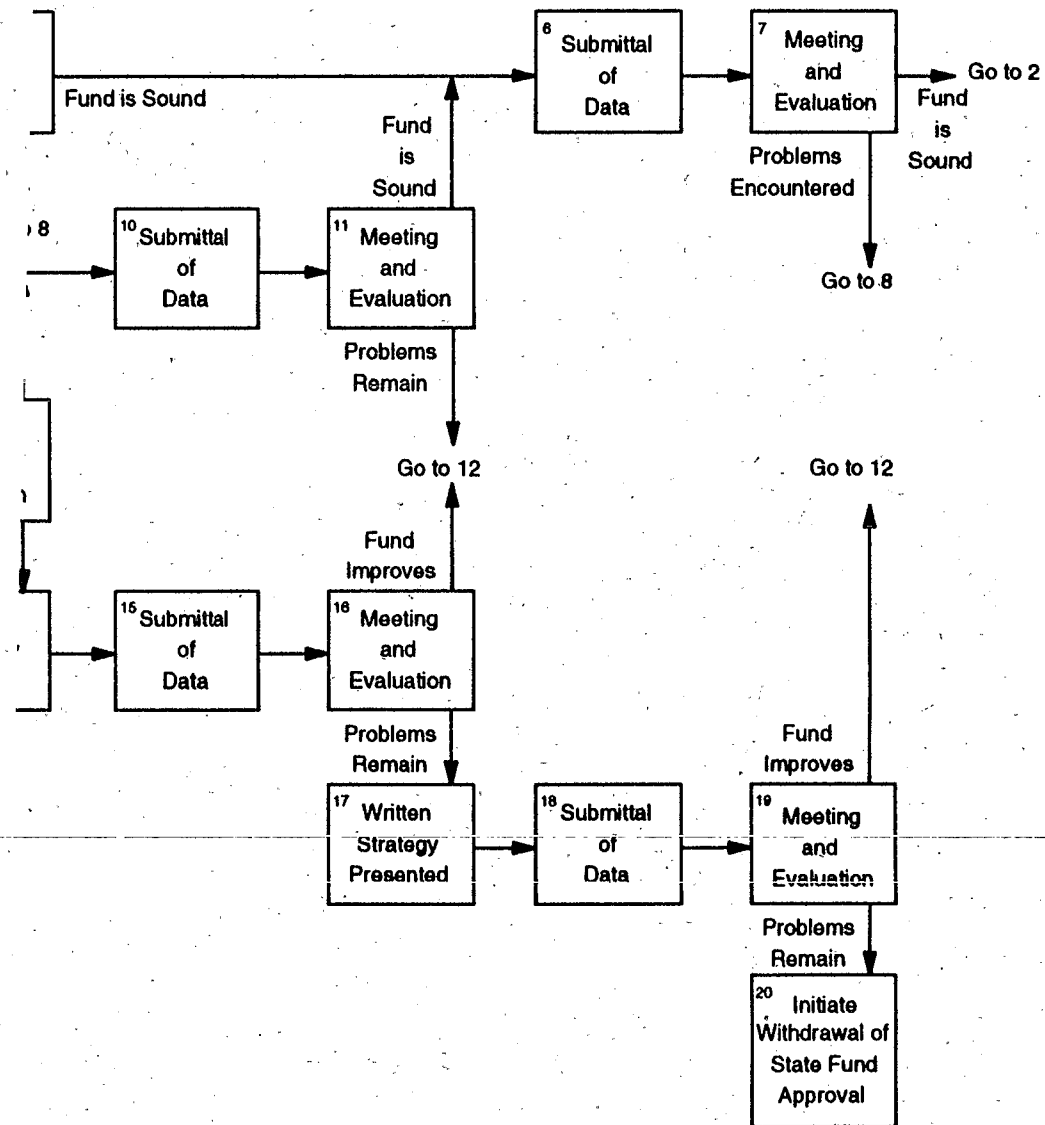 6
Submittal
of
Data
7
Meeting
and
Evaluation
Go to 2
Fund is Sound
Fund
is
Sound
Fund
is
Sound
Problems
Encountered
Go to 8
8
10
Submittal
of
Data
11
Meeting
and
Evaluation
Problems
Remain
Go to 12
Go to 12
Fund
Improves
15
Submittal
of
Data
16
Meeting
and
Evaluation
Problems
Remain
Fund
Improves
17
Written
Strategy
Presented
18
Submittal
of
Data
19
Meeting
and
Evaluation
Problems
Remain
20
Initiate
Withdrawal of
State Fund
Approval